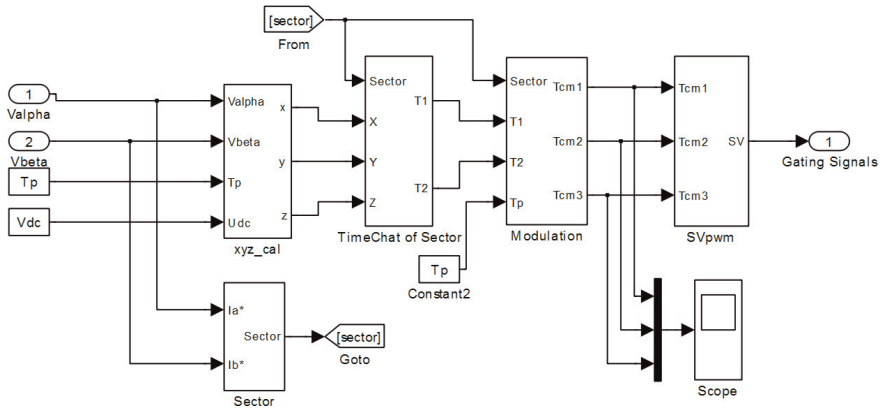 [sector]
From
1
Valpha
2
Vbeta
Tp
Vdc
Valpha
Vbeta
Tp
Udc
x
y
z
xyz_cal
Sector
X
Y
Z
T1
T2
TimeChat of Sector
Sector
T1
T2
Tp
Tcm1
Tcm2
Tcm3
Modulation
Tp
Constant2
Tcm1
Tcm2
Tcm3
SV
SVpwm
1
Gating Signals
Ia*
Ib*
Sector
Sector
[sector]
Goto
Scope